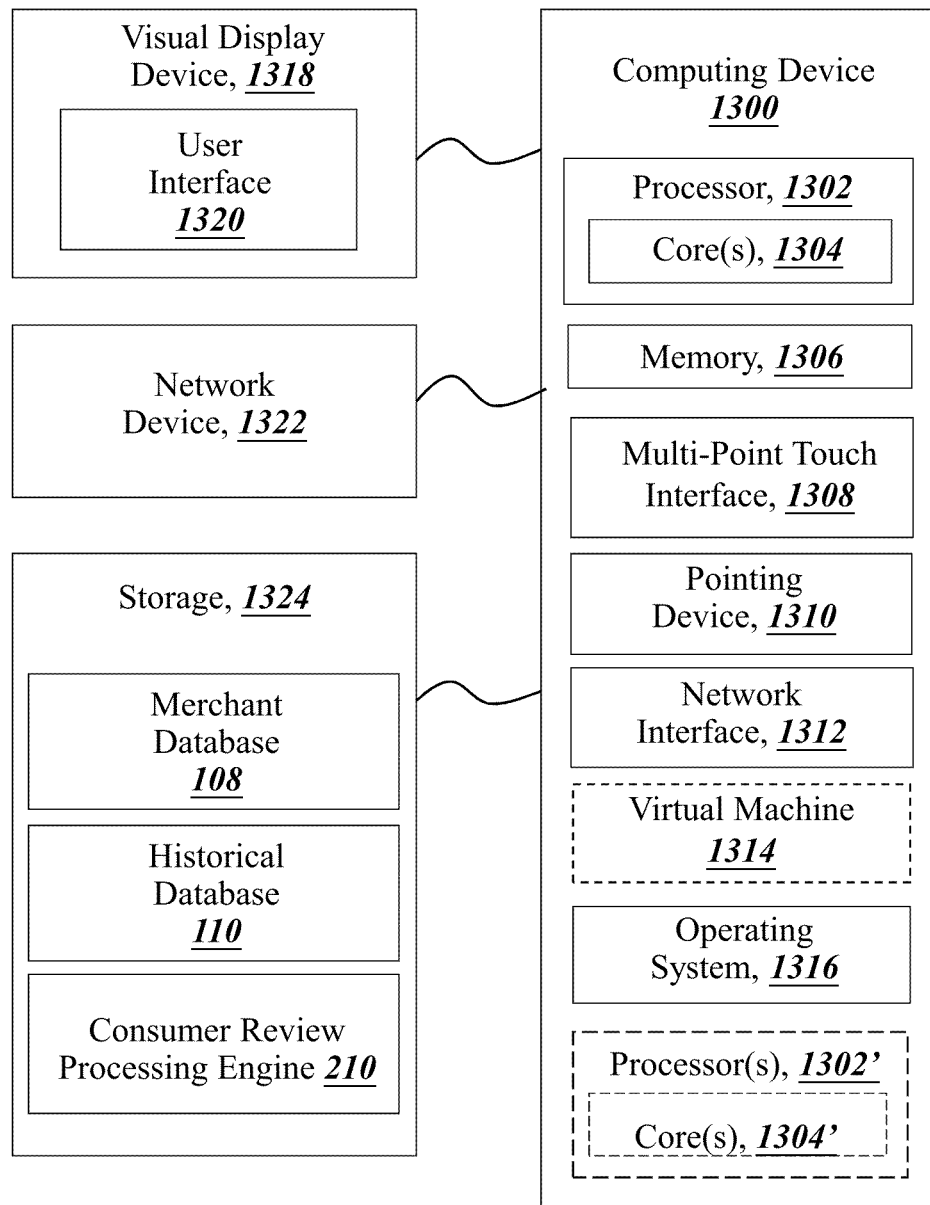 Visual Display
Device, 1318
User
Interface
1320
Network
Device, 1322
Storage, 1324
Merchant
Database
108
Historical
Database
110
Consumer Review
Processing Engine 210
Computing Device
1300
Processor, 1302
Core(s), 1304
Memory, 1306
Multi-Point Touch
Interface, 1308
Pointing
Device, 1310
Network
Interface, 1312
Virtual Machine
1314
Operating
System, 1316
Processor(s), 1302’
Core(s), 1304’